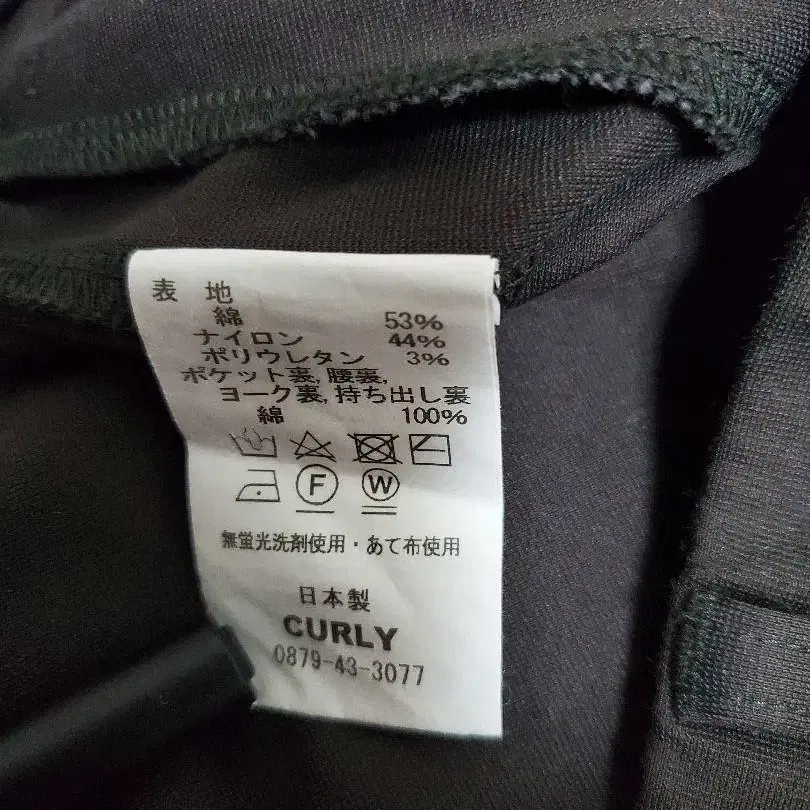 表 地
綿 53%
ナイロン 44%
ポリウレタン 3%
ポケット裏,腰裏,
ヨーク裏,持ち出し裏
綿 100%
F W
無蛍光洗剤使用・あて布使用
日本製
CURLY
0879-43-3077